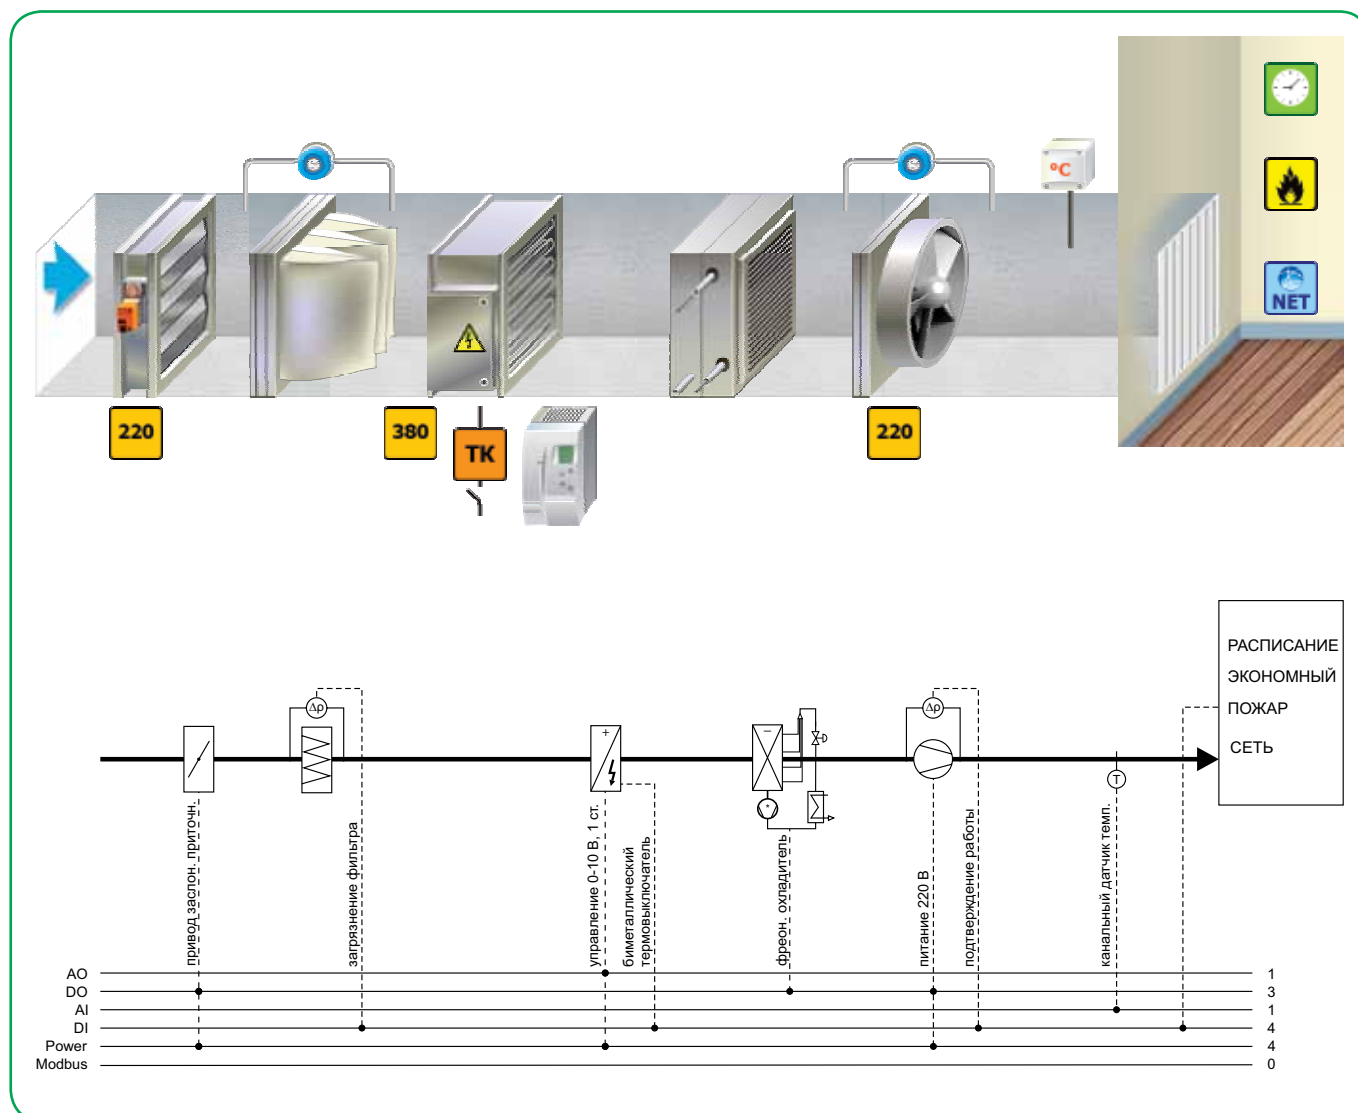 °C
NET
220
380
TK
220
РАСПИСАНИЕ
ЭКОНОМНЫЙ
ПОЖАР
СЕТЬ
Δρ
Δρ
+
−
*
T
привод заслон. приточн.
загрязнение фильтра
управление 0-10 В, 1 ст.
биметаллический
термовыключатель
фреон. охладитель
питание 220 В
подтверждение работы
канальный датчик темп.
AO 1
DO 3
AI 1
DI 4
Power 4
Modbus 0